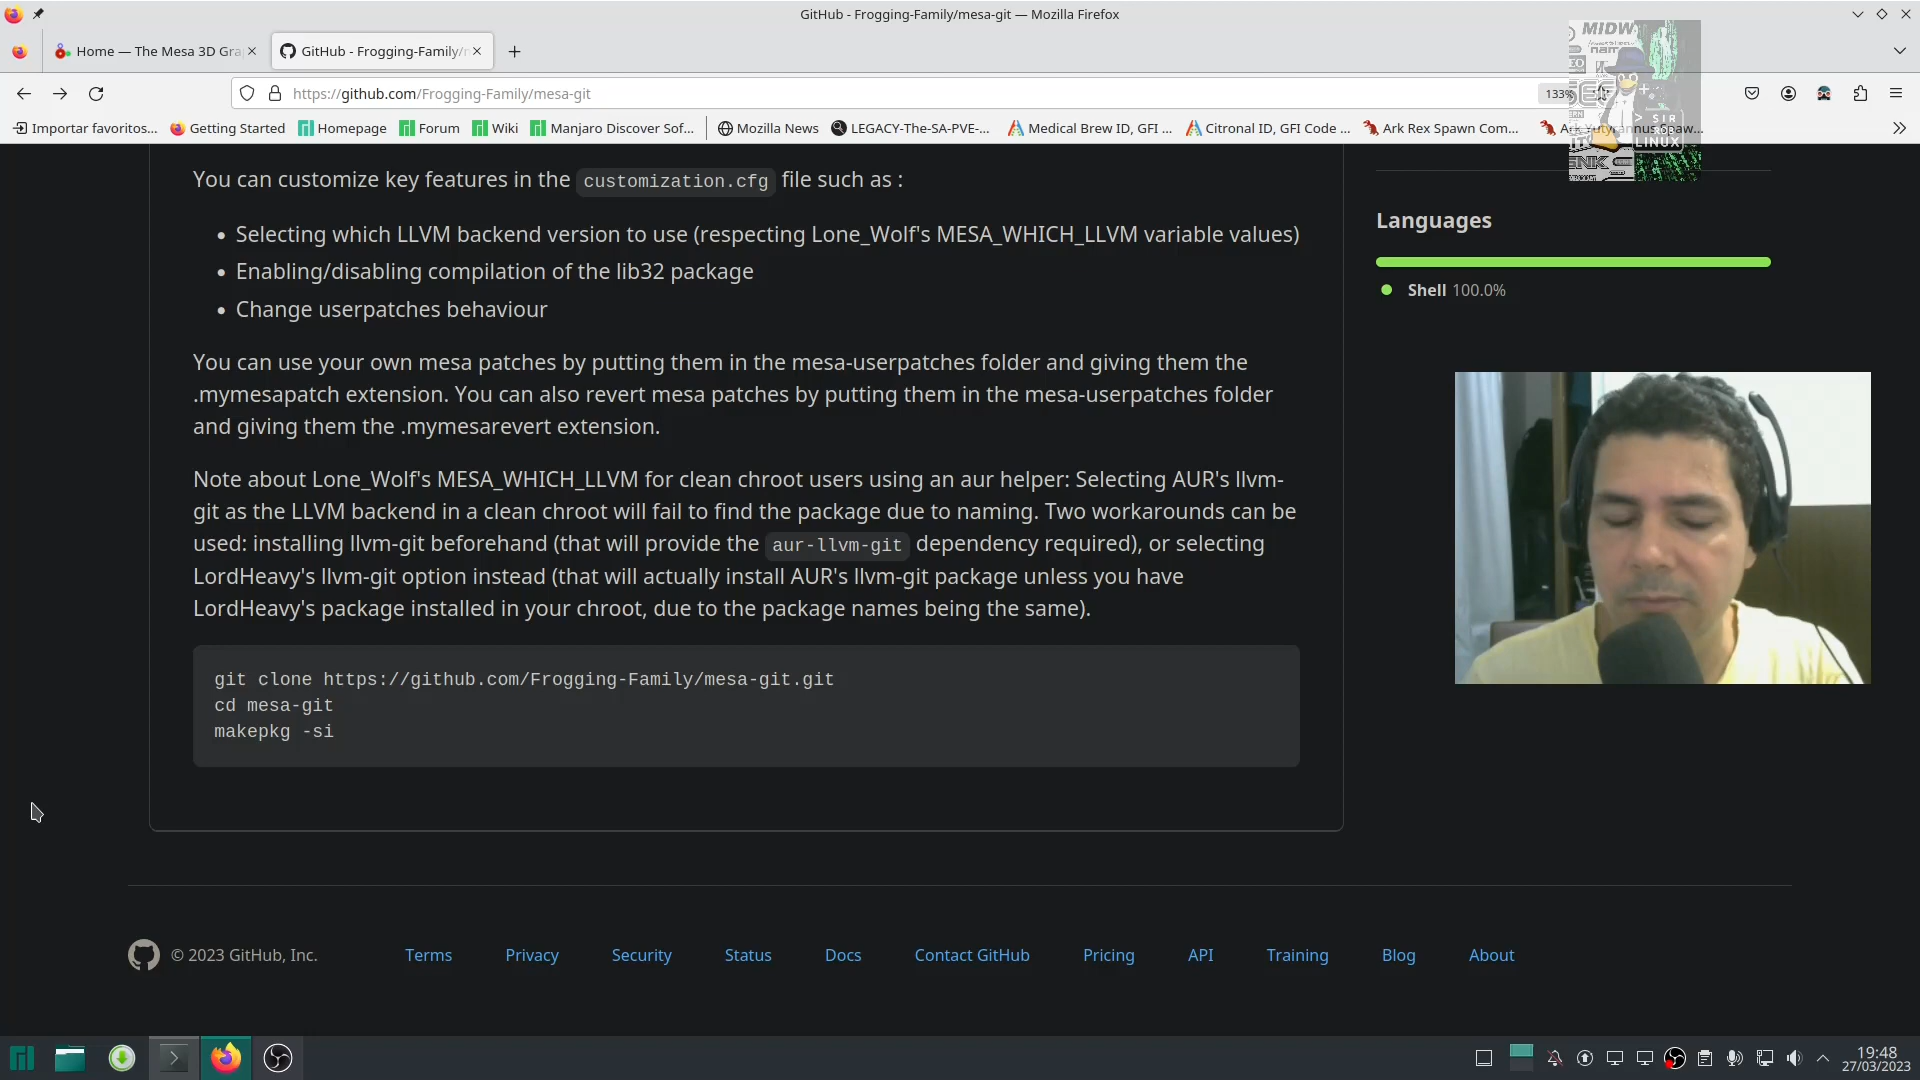 GitHub - Frogging-Family/mesa-git — Mozilla Firefox
Home — The Mesa 3D Gra
GitHub - Frogging-Family/m
https://github.com/Frogging-Family/mesa-git
133%
Importar favoritos...
Getting Started
Homepage
Forum
Wiki
Manjaro Discover Sof...
Mozilla News
LEGACY-The-SA-PVE-...
Medical Brew ID, GFI ...
Citronal ID, GFI Code ...
Ark Rex Spawn Com...
Ark Yutyrannus Spaw...
MIDW
> SIR
LINUX
You can customize key features in the customization.cfg file such as :
• Selecting which LLVM backend version to use (respecting Lone_Wolf's MESA_WHICH_LLVM variable values)
• Enabling/disabling compilation of the lib32 package
• Change userpatches behaviour
You can use your own mesa patches by putting them in the mesa-userpatches folder and giving them the
.mymesapatch extension. You can also revert mesa patches by putting them in the mesa-userpatches folder
and giving them the .mymesarevert extension.
Note about Lone_Wolf's MESA_WHICH_LLVM for clean chroot users using an aur helper: Selecting AUR's llvm-
git as the LLVM backend in a clean chroot will fail to find the package due to naming. Two workarounds can be
used: installing llvm-git beforehand (that will provide the aur-llvm-git dependency required), or selecting
LordHeavy's llvm-git option instead (that will actually install AUR's llvm-git package unless you have
LordHeavy's package installed in your chroot, due to the package names being the same).
git clone https://github.com/Frogging-Family/mesa-git.git
cd mesa-git
makepkg -si
Languages
Shell 100.0%
© 2023 GitHub, Inc.
Terms
Privacy
Security
Status
Docs
Contact GitHub
Pricing
API
Training
Blog
About
19:48
27/03/2023